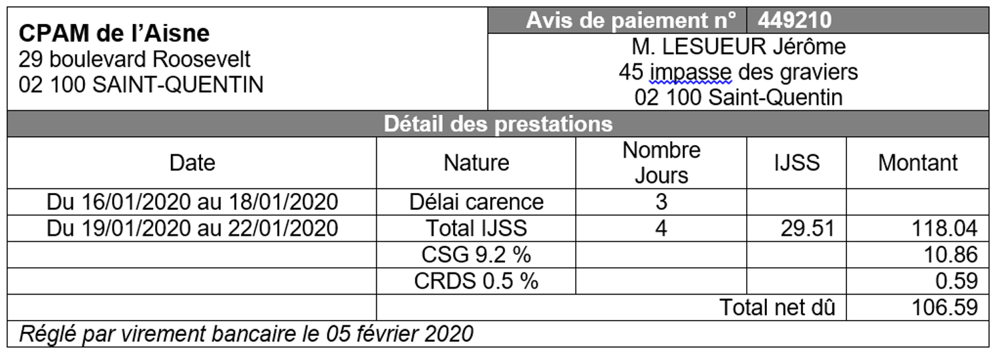 CPAM de l’Aisne
29 boulevard Roosevelt
02 100 SAINT-QUENTIN
Avis de paiement n° 449210
M. LESUEUR Jérôme
45 impasse des graviers
02 100 Saint-Quentin
Détail des prestations
Date Nature Nombre Jours IJSS Montant
Du 16/01/2020 au 18/01/2020 Délai carence 3
Du 19/01/2020 au 22/01/2020 Total IJSS 4 29.51 118.04
CSG 9.2 % 10.86
CRDS 0.5 % 0.59
Total net dû 106.59
Réglé par virement bancaire le 05 février 2020